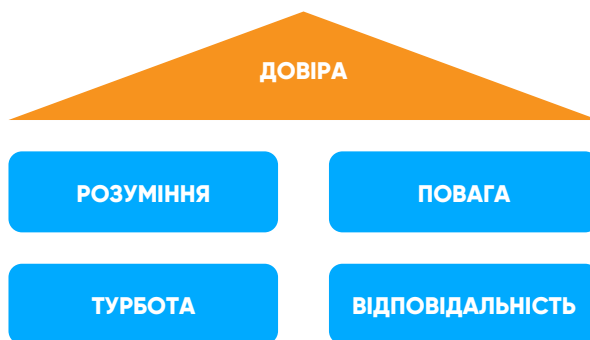 ДОВІРА
РОЗУМІННЯ
ПОВАГА
ТУРБОТА
ВІДПОВІДАЛЬНІСТЬ